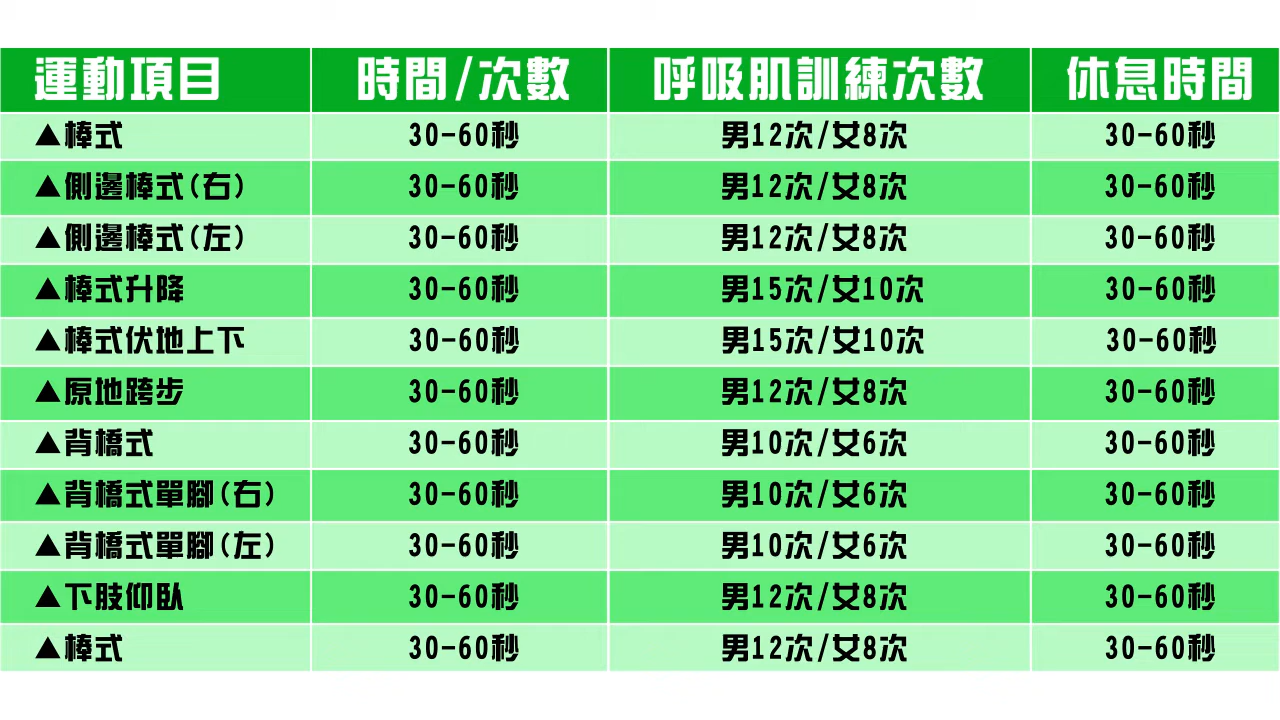 運動項目 時間/次數 呼吸肌訓練次數 休息時間
▲棒式 30-60秒 男12次/女8次 30-60秒
▲側邊棒式(右) 30-60秒 男12次/女8次 30-60秒
▲側邊棒式(左) 30-60秒 男12次/女8次 30-60秒
▲棒式升降 30-60秒 男15次/女10次 30-60秒
▲棒式伏地上下 30-60秒 男15次/女10次 30-60秒
▲原地跨步 30-60秒 男12次/女8次 30-60秒
▲背橋式 30-60秒 男10次/女6次 30-60秒
▲背橋式單腳(右) 30-60秒 男10次/女6次 30-60秒
▲背橋式單腳(左) 30-60秒 男10次/女6次 30-60秒
▲下肢仰臥 30-60秒 男12次/女8次 30-60秒
▲棒式 30-60秒 男12次/女8次 30-60秒